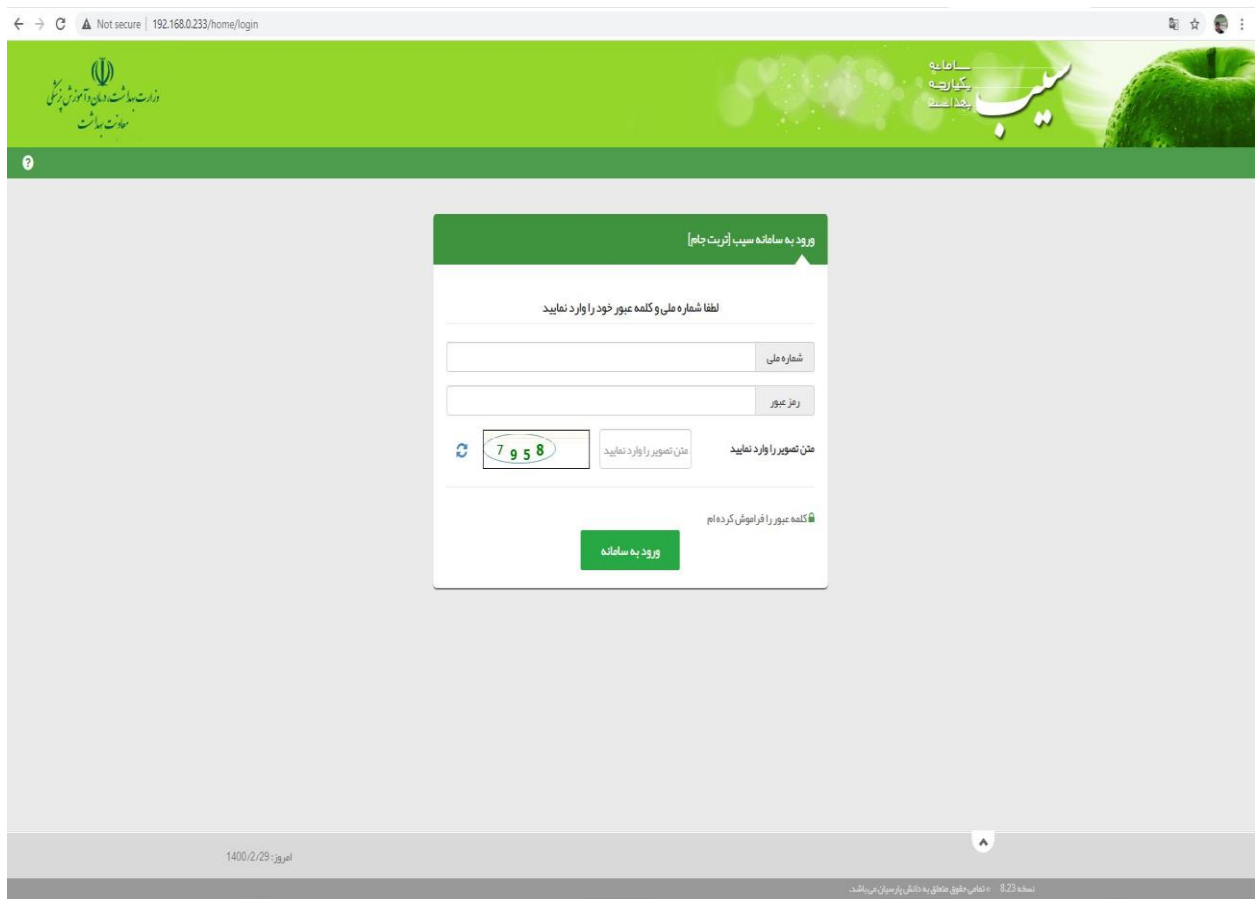 Not secure | 192.168.0.233/home/login
سامانه
یکپارچه
بهداشت
سیب
وزارت بهداشت، درمان و آموزش پزشکی
معاونت بهداشت
?
ورود به سامانه سیب [تربت جام]
لطفا شماره ملی و کلمه عبور خود را وارد نمایید
شماره ملی
رمز عبور
متن تصویر را وارد نمایید
متن تصویر را وارد نمایید
7958
کلمه عبور را فراموش کرده ام
ورود به سامانه
امروز: 1400/2/29
نسخه 8.23 © تمامی حقوق متعلق به دانش پارسیان می‌باشد.